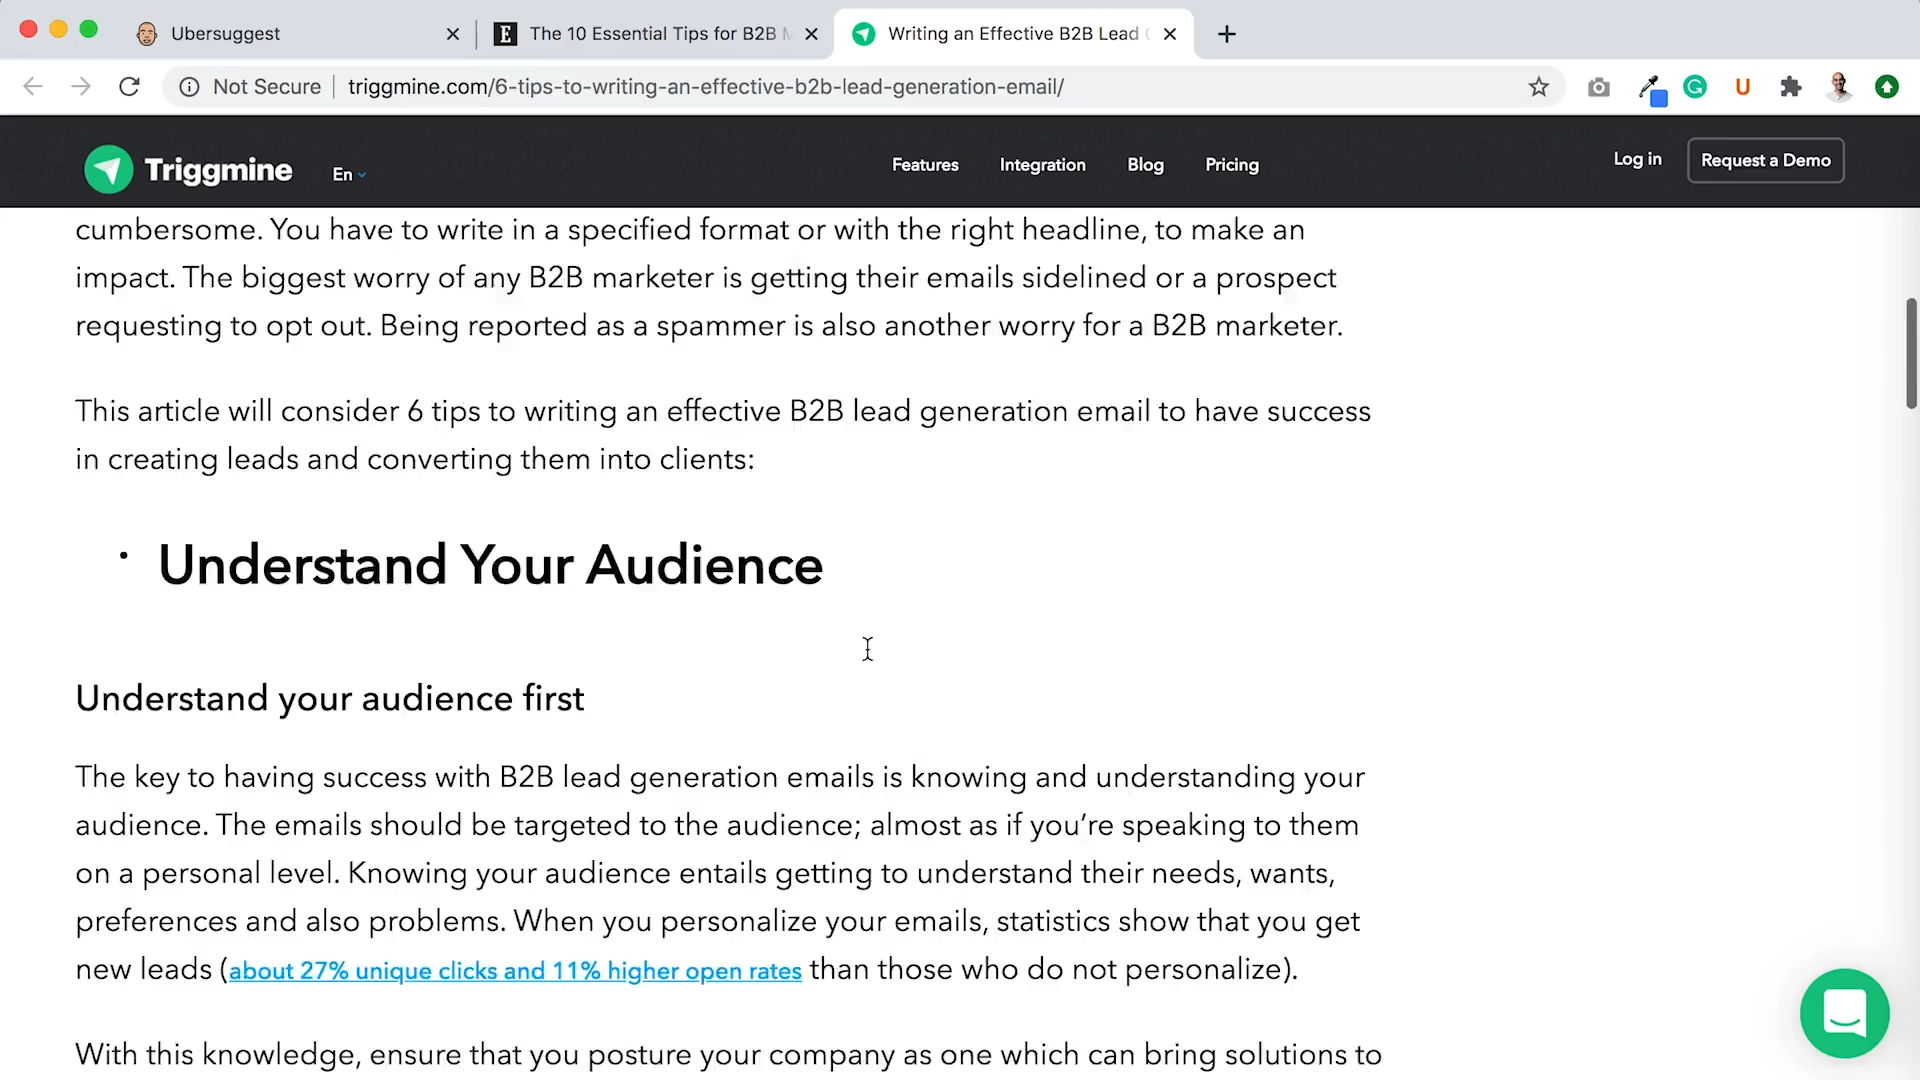 Ubersuggest
The 10 Essential Tips for B2B
Writing an Effective B2B Lead
Not Secure
triggmine.com/6-tips-to-writing-an-effective-b2b-lead-generation-email/
Triggmine
En
Features
Integration
Blog
Pricing
Log in
Request a Demo
cumbersome. You have to write in a specified format or with the right headline, to make an
impact. The biggest worry of any B2B marketer is getting their emails sidelined or a prospect
requesting to opt out. Being reported as a spammer is also another worry for a B2B marketer.
This article will consider 6 tips to writing an effective B2B lead generation email to have success
in creating leads and converting them into clients:
• Understand Your Audience
Understand your audience first
The key to having success with B2B lead generation emails is knowing and understanding your
audience. The emails should be targeted to the audience; almost as if you’re speaking to them
on a personal level. Knowing your audience entails getting to understand their needs, wants,
preferences and also problems. When you personalize your emails, statistics show that you get
new leads (about 27% unique clicks and 11% higher open rates than those who do not personalize).
With this knowledge, ensure that you posture your company as one which can bring solutions to